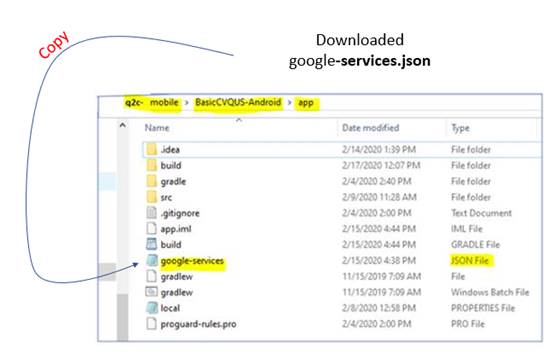 Copy
Downloaded
google-services.json
q2c- mobile > BasicCVQUS-Android > app
Name Date modified Type
.idea 2/14/2020 1:39 PM File folder
build 2/17/2020 12:07 PM File folder
gradle 2/4/2020 2:40 PM File folder
src 2/9/2020 11:28 AM File folder
.gitignore 2/4/2020 2:00 PM Text Document
app.iml 2/15/2020 4:44 PM IML File
build 2/15/2020 4:44 PM GRADLE File
google-services 2/15/2020 4:38 PM JSON File
gradlew 11/15/2019 7:09 AM File
gradlew 11/15/2019 7:09 AM Windows Batch File
local 2/8/2020 12:58 PM PROPERTIES File
proguard-rules.pro 2/4/2020 2:00 PM PRO File